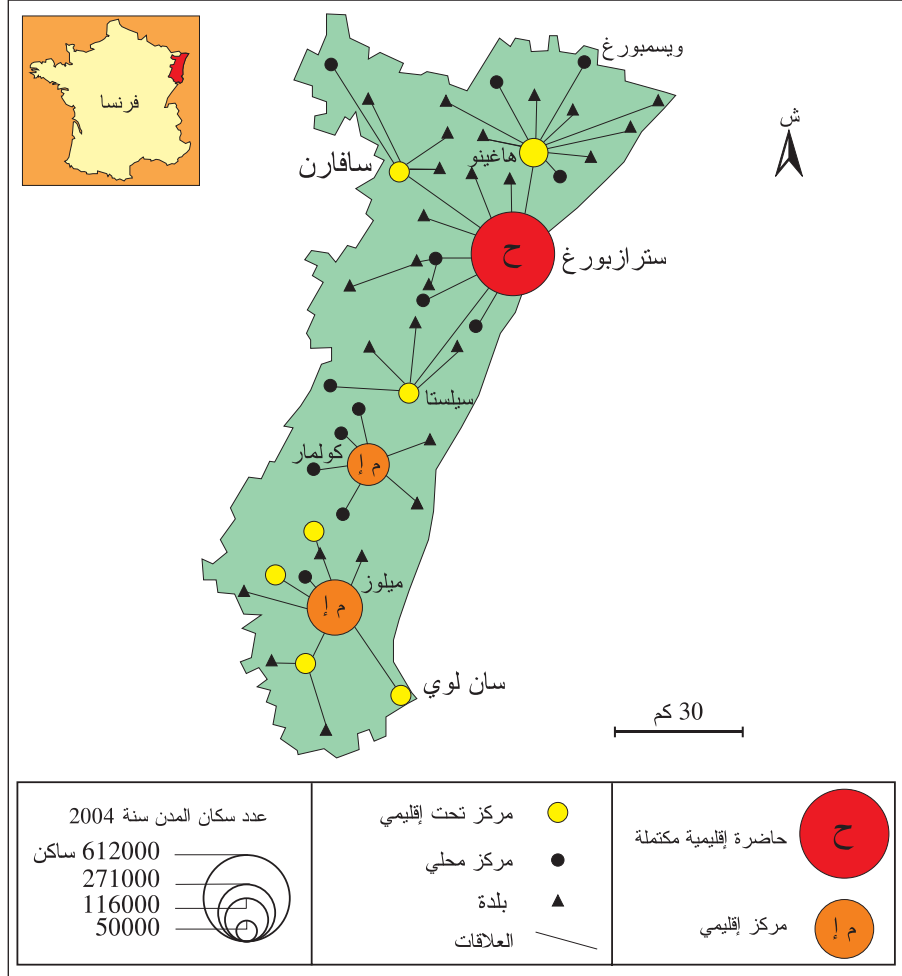 فرنسا
ويسمبورغ
ش
هاغينو
سافارن
ح
سترازبورغ
سيلستا
كولمار
م إ
ميلوز
م إ
سان لوي
30 كم
حاضرة إقليمية مكتملة
ح
مركز إقليمي
م إ
مركز تحت إقليمي
مركز محلي
بلدة
العلاقات
عدد سكان المدن سنة 2004
612000 ساكن
271000
116000
50000